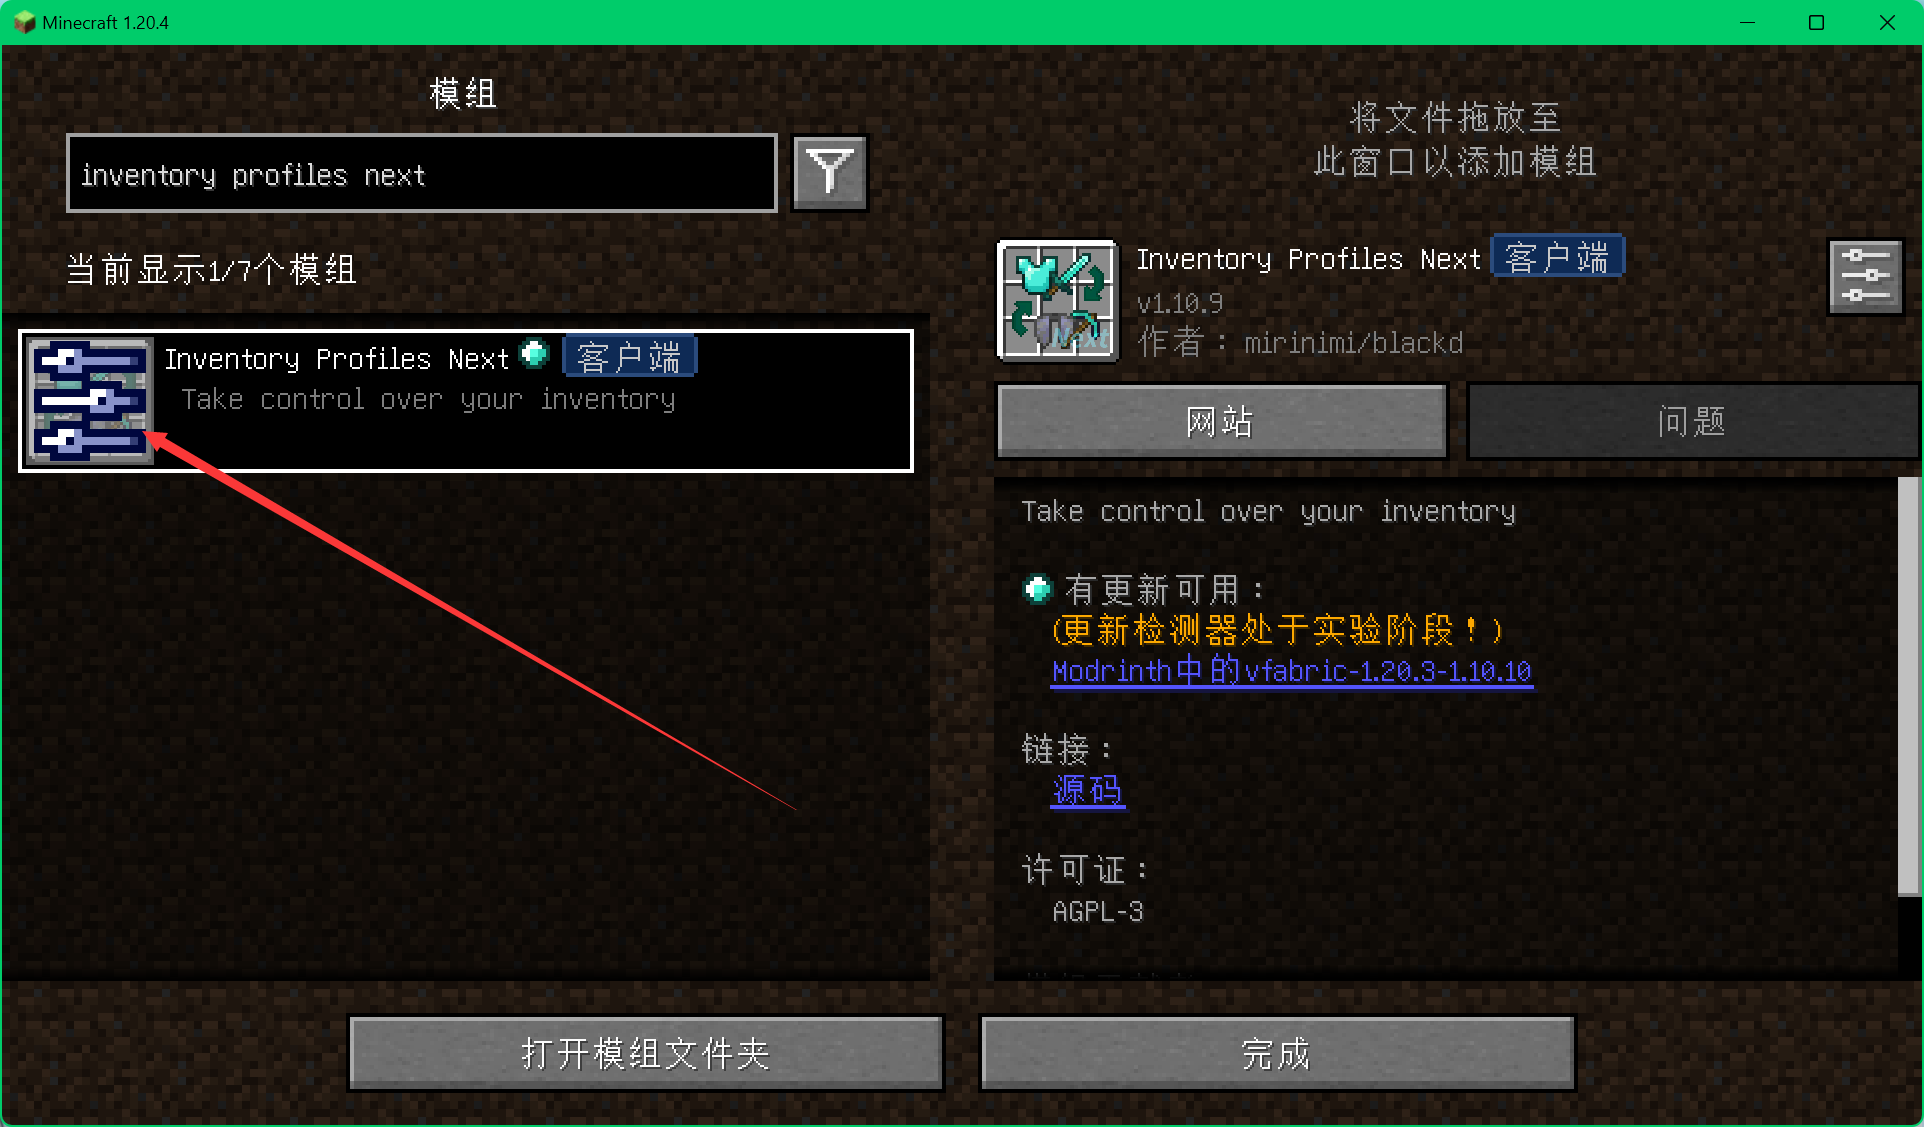 Minecraft 1.20.4
模组
将文件拖放至
此窗口以添加模组
inventory profiles next
当前显示1/7个模组
Inventory Profiles Next 客户端
Take control over your inventory
Inventory Profiles Next 客户端
v1.10.9
作者：mirinimi/blackd
Next
网站
问题
Take control over your inventory
有更新可用：
(更新检测器处于实验阶段！)
Modrinth中的vfabric-1.20.3-1.10.10
链接：
源码
许可证：
AGPL-3
打开模组文件夹
完成